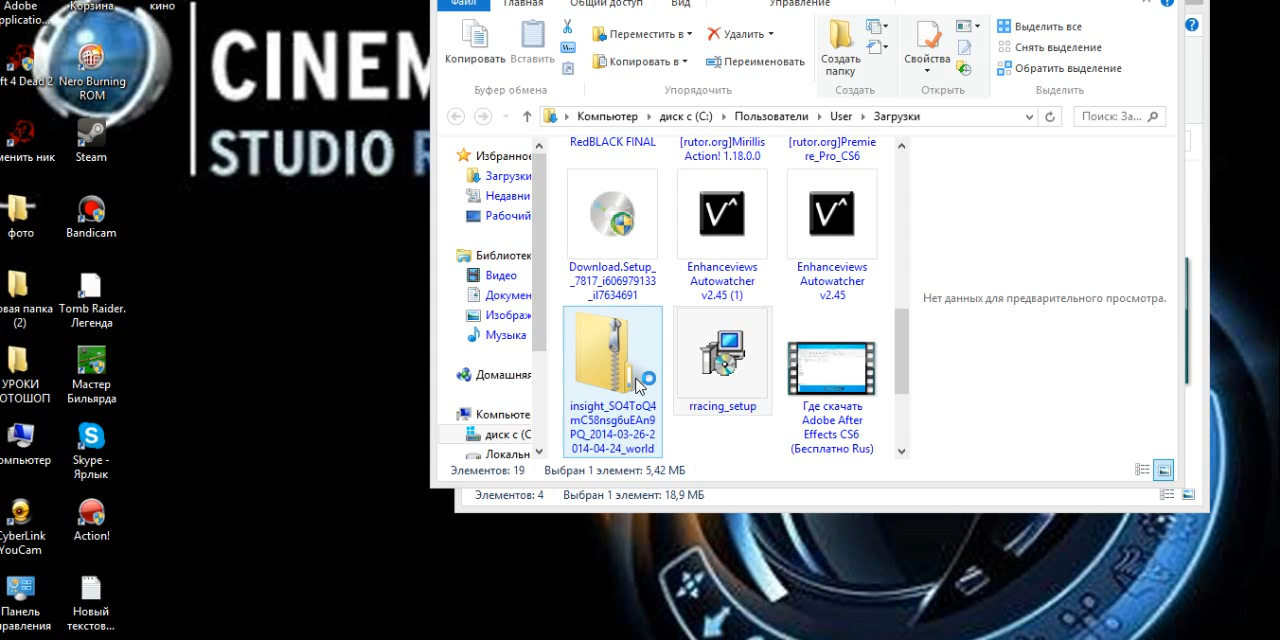 Adobe
pplicatio...
Корзина
кино
ft 4 Dead 2
Nero Burning
ROM
менить ник
Steam
фото
Bandicam
овая папка
(2)
Tomb Raider.
Легенда
УРОКИ
ОТОШОП
Мастер
Бильярда
омпьютер
Skype -
Ярлык
CyberLink
YouCam
Action!
Панель
правления
Новый
текстов...
CINEM
STUDIO R
Файл
Главная
Общий доступ
Вид
Управление
Копировать
Вставить
Переместить в
Копировать в
Удалить
Переименовать
Создать
папку
Свойства
Выделить все
Снять выделение
Обратить выделение
Буфер обмена
Упорядочить
Создать
Открыть
Выделить
Компьютер
диск с (C:)
Пользователи
User
Загрузки
Поиск: За...
Избранное
Загрузки
Недавни
Рабочий
Библиотек
Видео
Докумен
Изображ
Музыка
Домашняя
Компьюте
диск с (C
Локальн
RedBLACK FINAL
[rutor.org]Mirillis
Action! 1.18.0.0
[rutor.org]Premie
re_Pro_CS6
Download.Setup_
_7817_i606979133
_il7634691
Enhanceviews
Autowatcher
v2.45 (1)
Enhanceviews
Autowatcher
v2.45
insight_SO4ToQ4
mC58nsg6uEAn9
PQ_2014-03-26-2
014-04-24_world
rracing_setup
Где скачать
Adobe After
Effects CS6
(Бесплатно Rus)
Нет данных для предварительного просмотра.
Элементов: 19
Выбран 1 элемент: 5,42 МБ
Элементов: 4
Выбран 1 элемент: 18,9 МБ